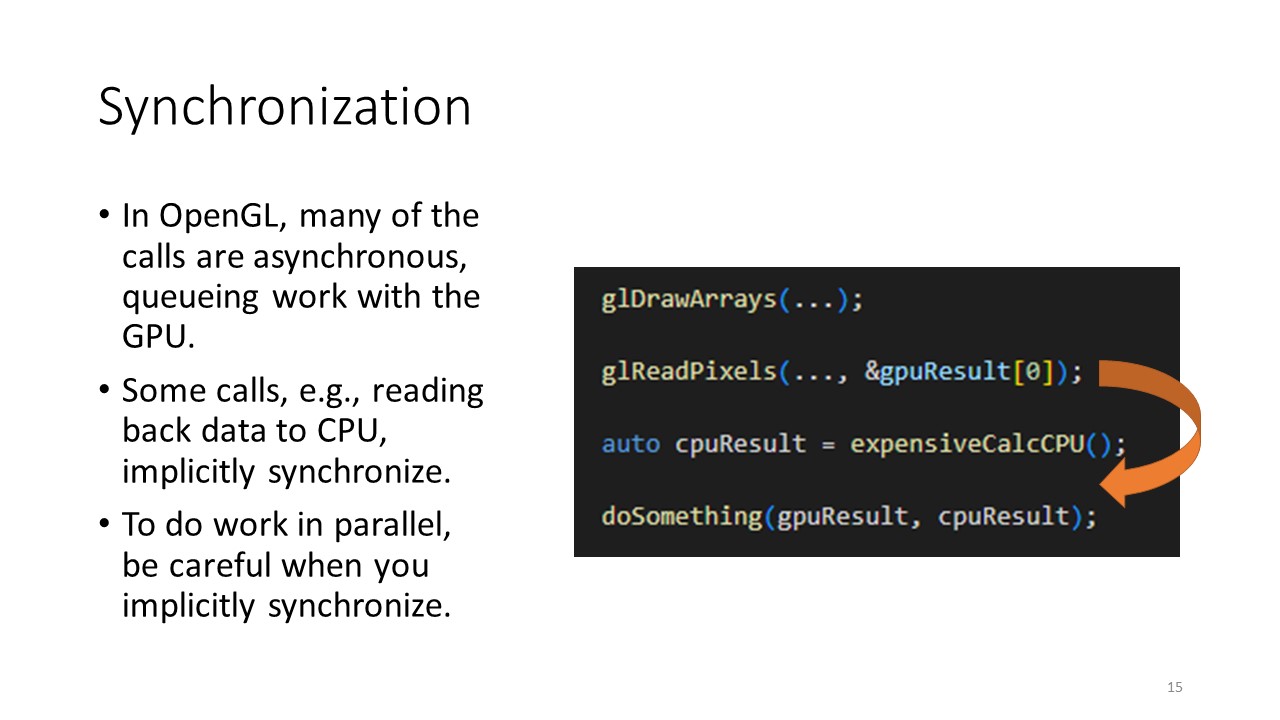 Synchronization
• In OpenGL, many of the
calls are asynchronous,
queueing work with the
GPU.
• Some calls, e.g., reading
back data to CPU,
implicitly synchronize.
• To do work in parallel,
be careful when you
implicitly synchronize.
glDrawArrays(...);
glReadPixels(..., &gpuResult[0]);
auto cpuResult = expensiveCalcCPU();
doSomething(gpuResult, cpuResult);
15